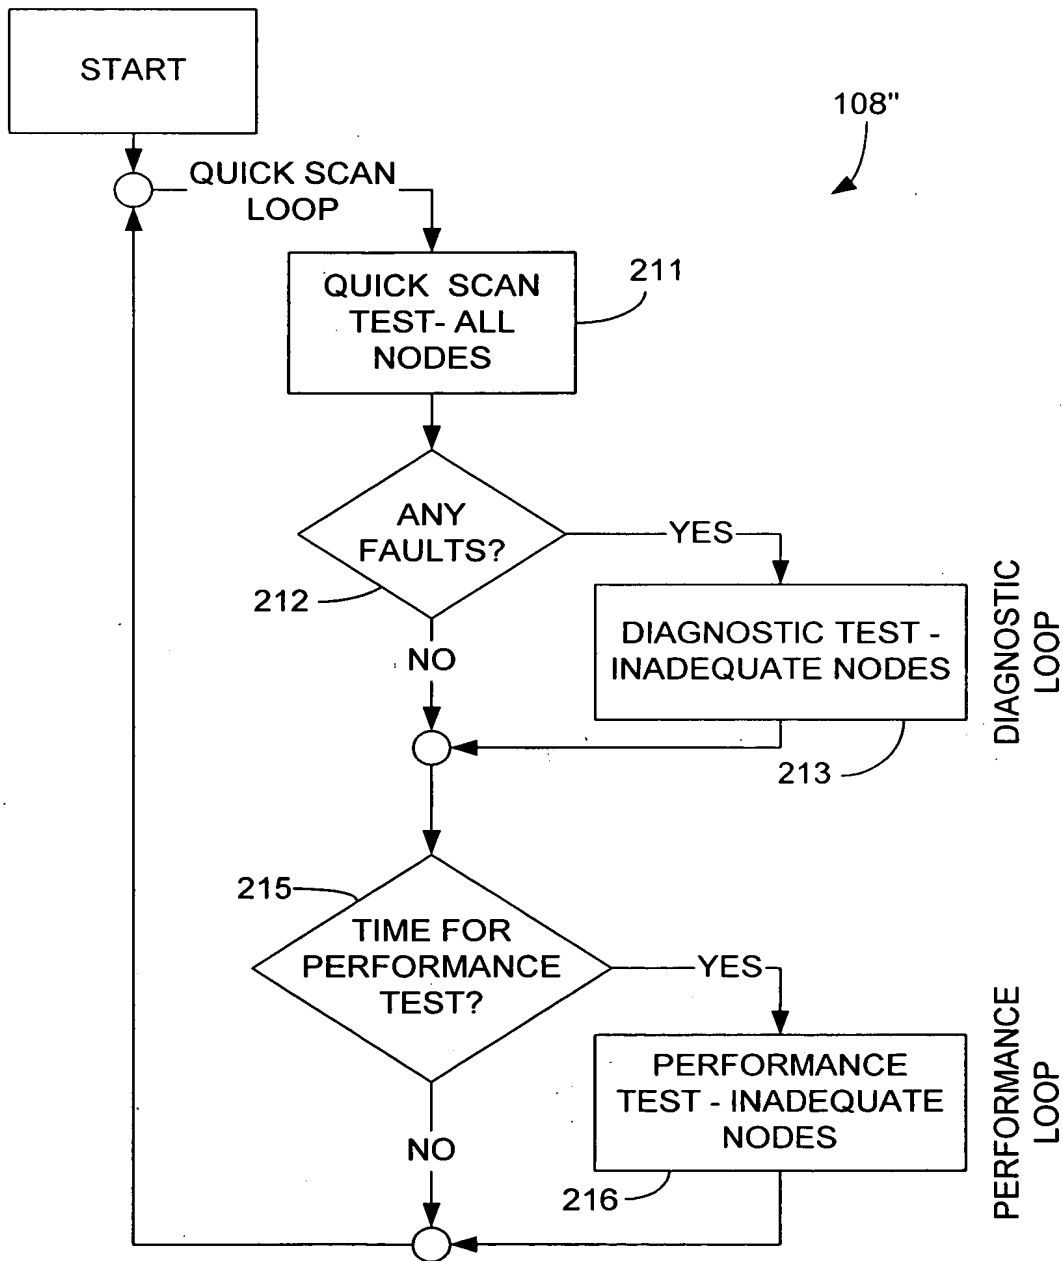 START
108"
QUICK SCAN
LOOP
211
QUICK SCAN
TEST- ALL
NODES
ANY
FAULTS?
YES
212
NO
DIAGNOSTIC TEST -
INADEQUATE NODES
DIAGNOSTIC
LOOP
213
215
TIME FOR
PERFORMANCE
TEST?
YES
NO
PERFORMANCE
TEST - INADEQUATE
NODES
PERFORMANCE
LOOP
216